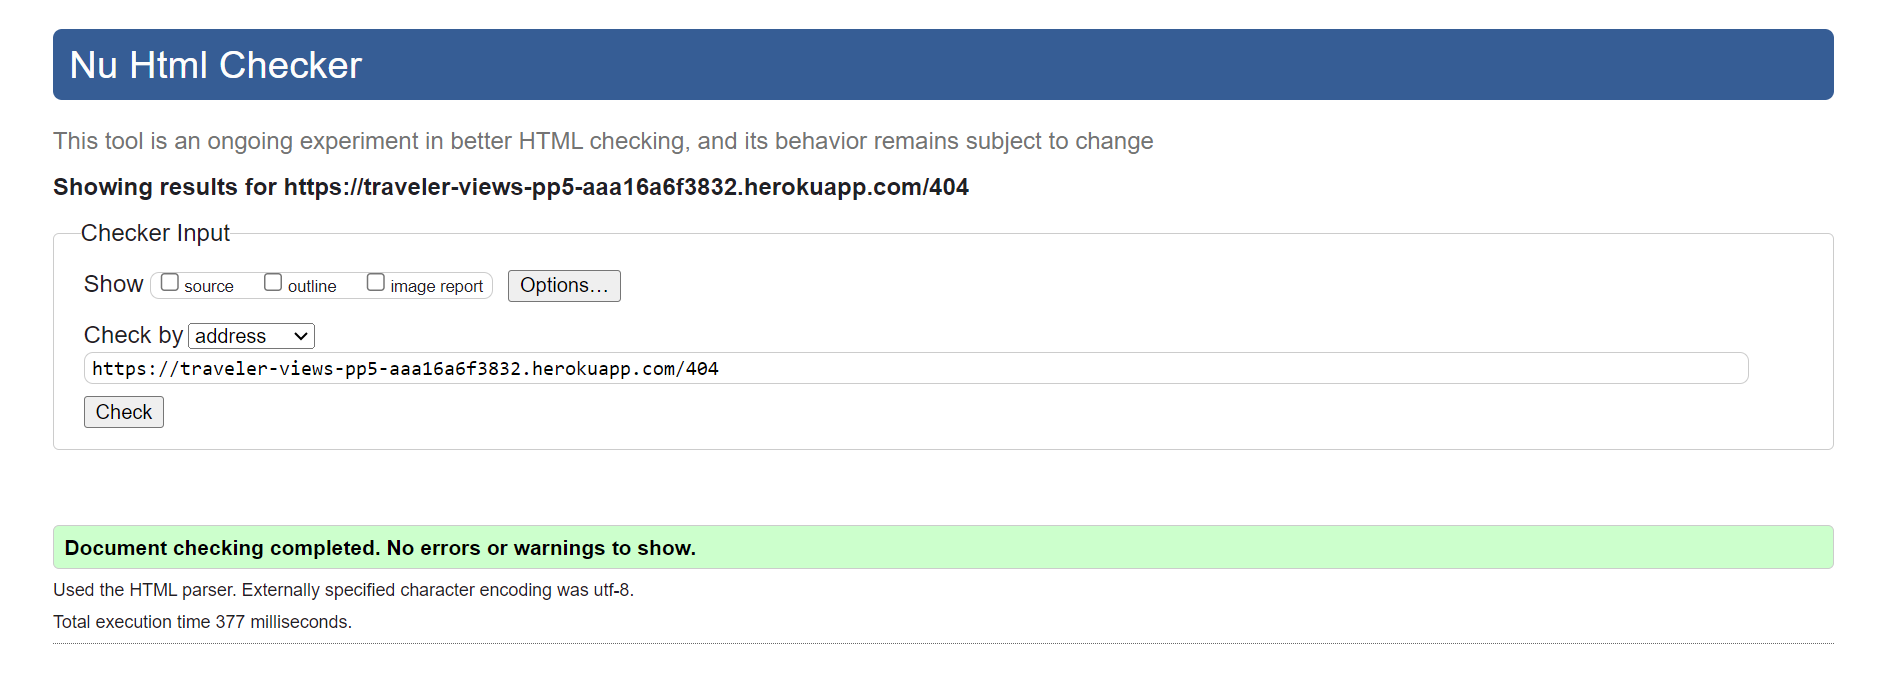 Nu Html Checker
This tool is an ongoing experiment in better HTML checking, and its behavior remains subject to change
Showing results for https://traveler-views-pp5-aaa16a6f3832.herokuapp.com/404
Checker Input
Show source outline image report Options...
Check by address
https://traveler-views-pp5-aaa16a6f3832.herokuapp.com/404
Check
Document checking completed. No errors or warnings to show.
Used the HTML parser. Externally specified character encoding was utf-8.
Total execution time 377 milliseconds.